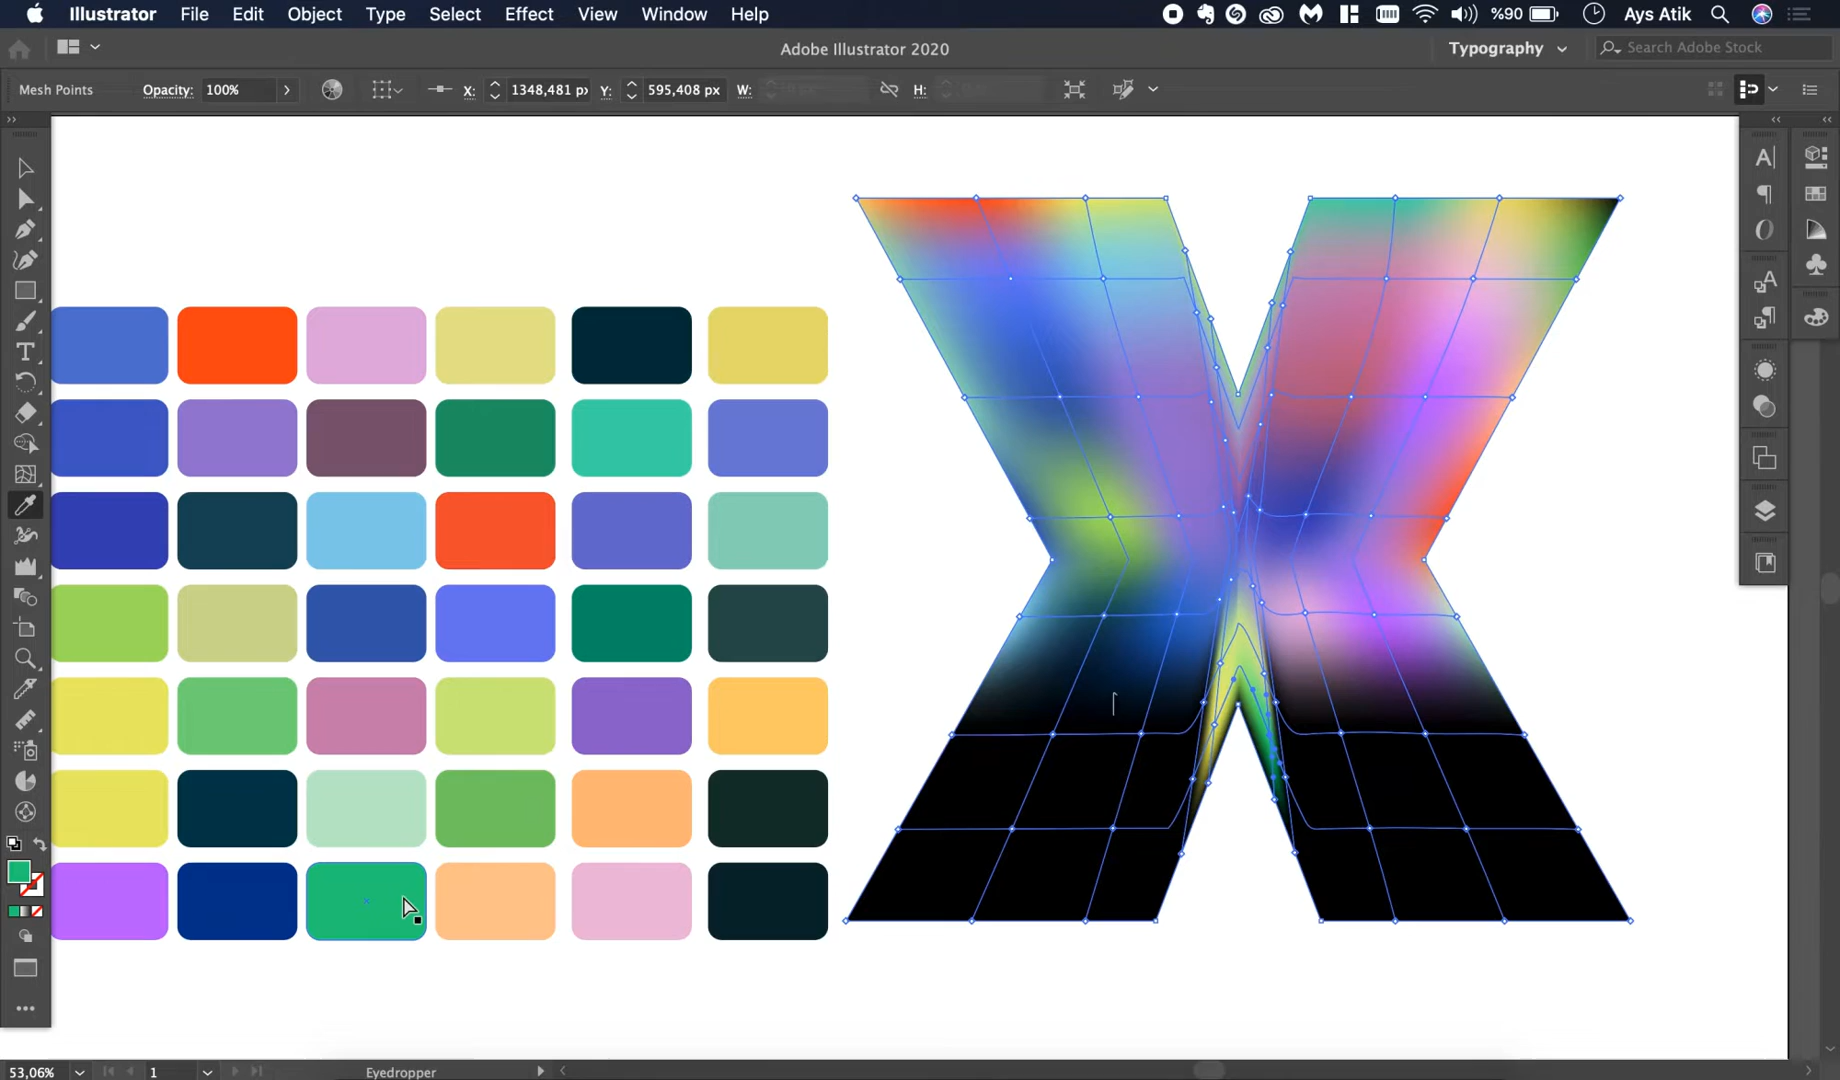 Illustrator File Edit Object Type Select Effect View Window Help %90 Ays Atik
Adobe Illustrator 2020 Typography Search Adobe Stock
Mesh Points Opacity: 100% X: 1348,481 px Y: 595,408 px W: H:
X
53,06% 1 Eyedropper